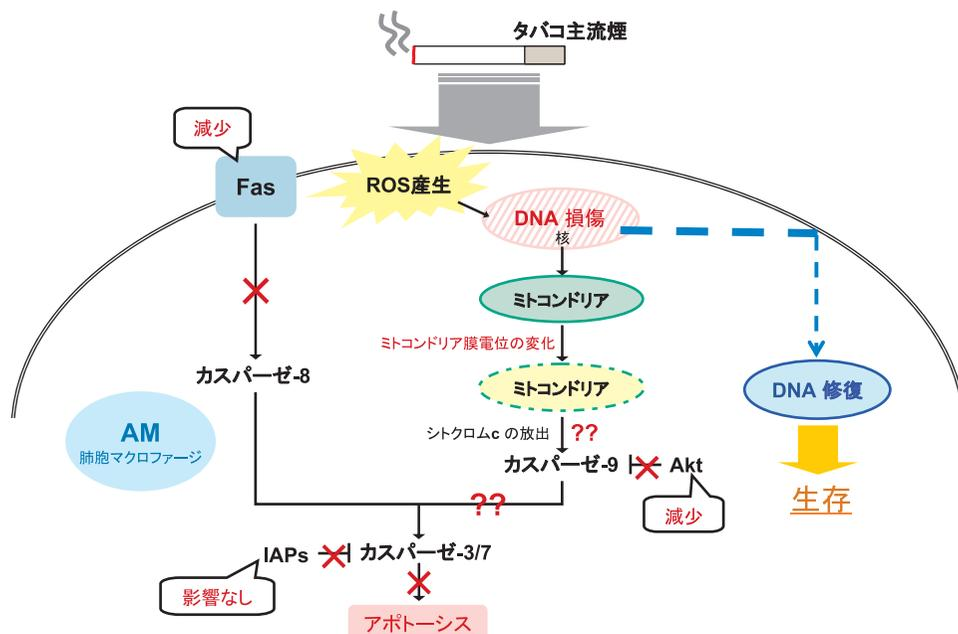 タバコ主流煙
減少
Fas
ROS産生
DNA 損傷
核
ミトコンドリア
ミトコンドリア膜電位の変化
カスパーゼ-8
ミトコンドリア
DNA 修復
AM
肺胞マクロファージ
シトクロムc の放出
??
カスパーゼ-9
Akt
生存
??
減少
IAPs
カスパーゼ-3/7
影響なし
アポトーシス